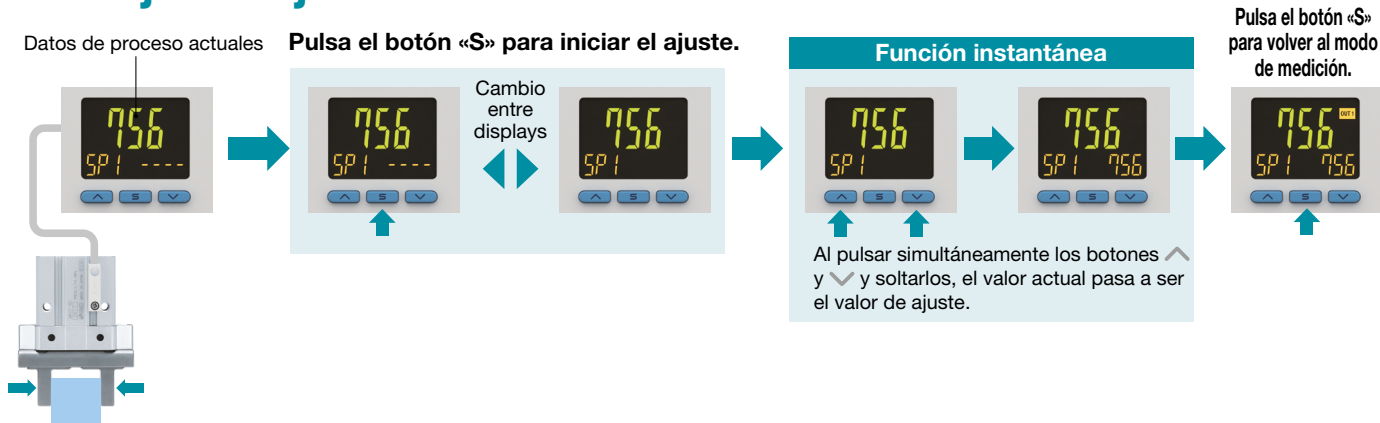 Datos de proceso actuales
756
SP1 ----
S
Pulsa el botón «S» para iniciar el ajuste.
756
SP1 ----
S
Cambio
entre
displays
756
SP1
S
Función instantánea
756
SP1
S
756
SP1 756
S
Al pulsar simultáneamente los botones
y y soltarlos, el valor actual pasa a ser
el valor de ajuste.
Pulsa el botón «S»
para volver al modo
de medición.
756 OUT 1
SP1 756
S